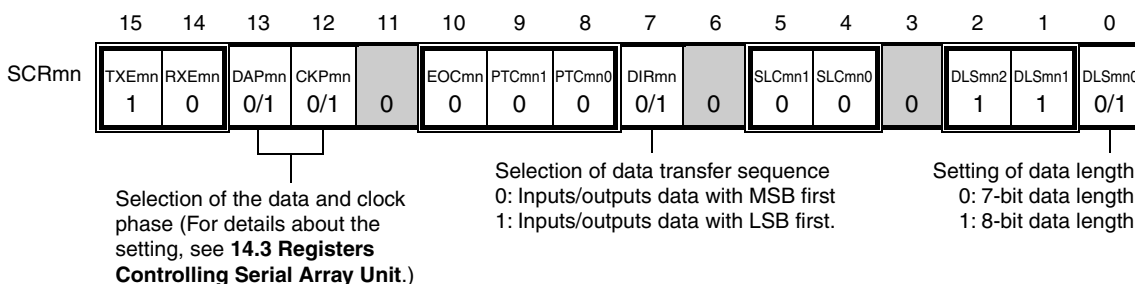 15 14 13 12 11 10 9 8 7 6 5 4 3 2 1 0
SCRmn
TXEmn RXEmn DAPmn CKPmn EOCmn PTCmn1 PTCmn0 DIRmn SLCmn1 SLCmn0 DLSmn2 DLSmn1 DLSmn0
1 0 0/1 0/1 0 0 0 0 0/1 0 0 0 0 1 1 0/1
Selection of the data and clock
phase (For details about the
setting, see 14.3 Registers
Controlling Serial Array Unit.)
Selection of data transfer sequence
0: Inputs/outputs data with MSB first
1: Inputs/outputs data with LSB first.
Setting of data length
0: 7-bit data length
1: 8-bit data length